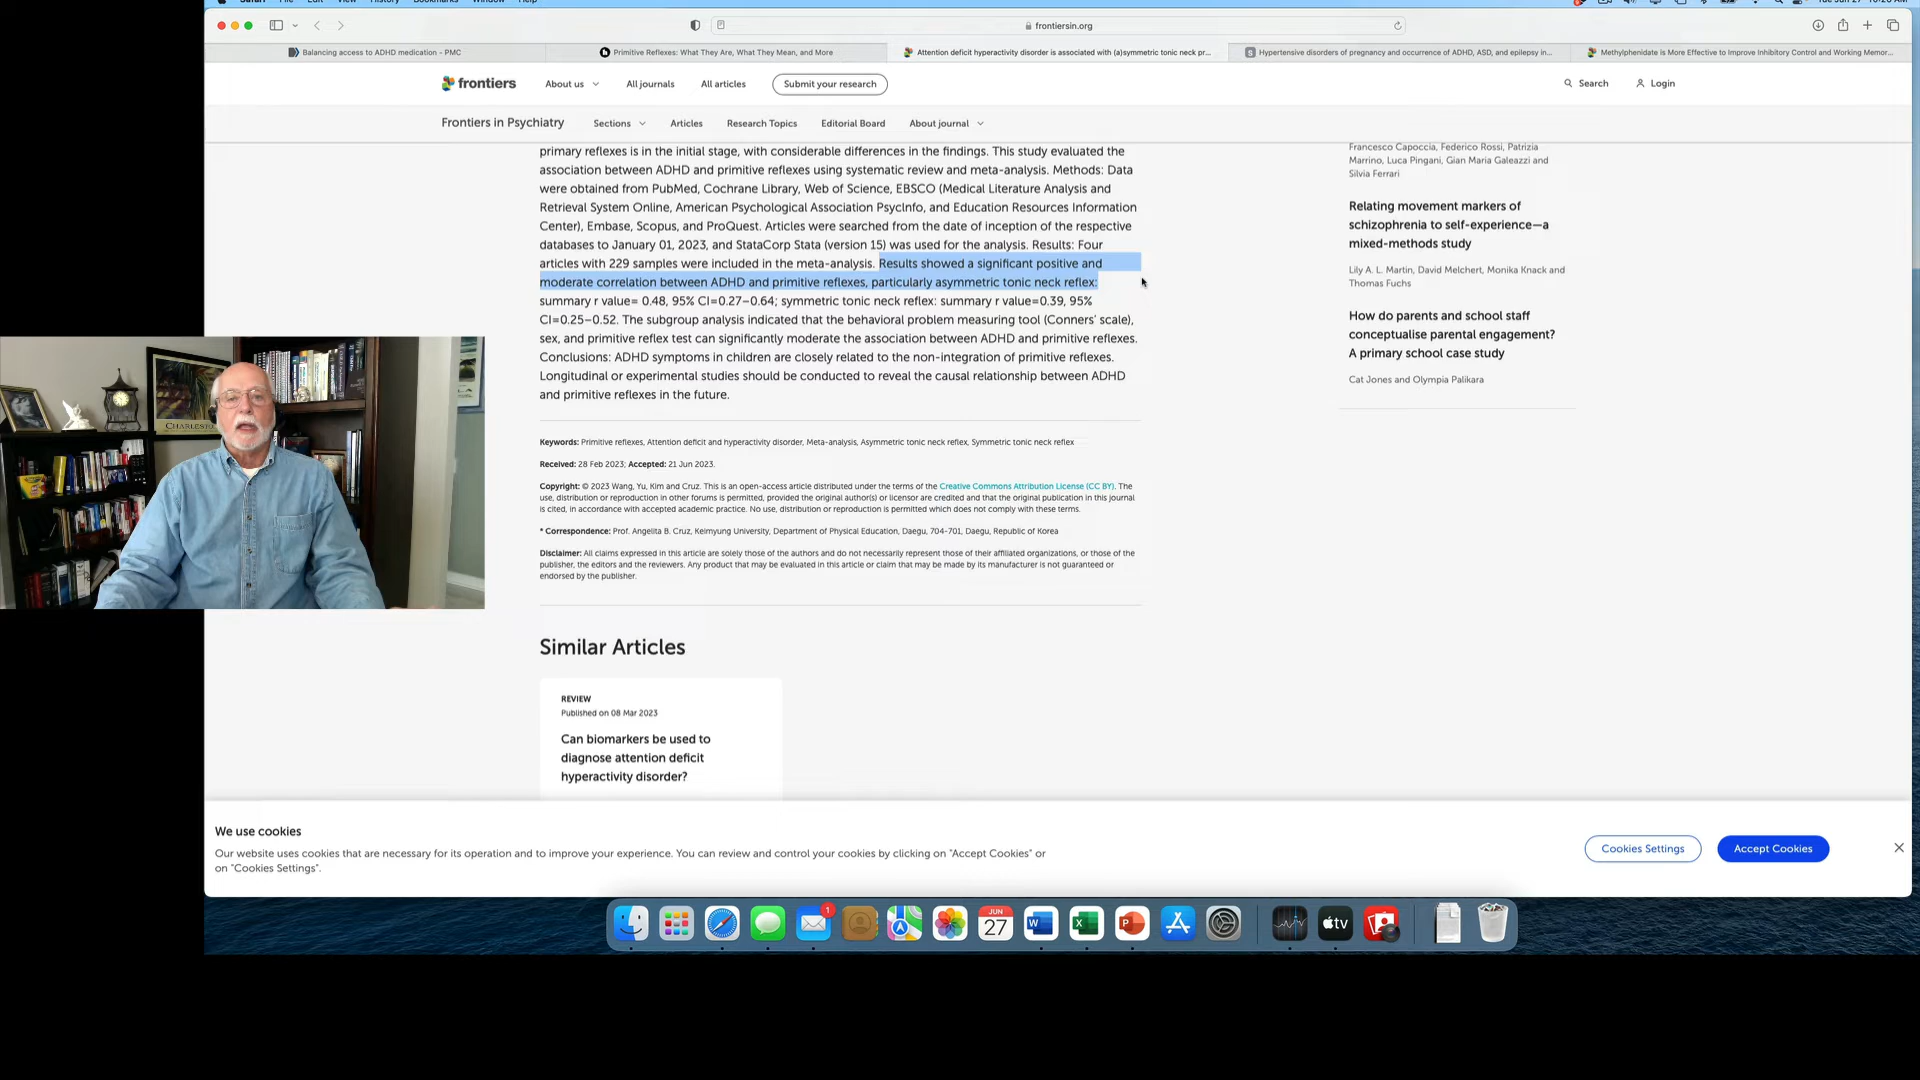 Safari File Edit View History Bookmarks Window Help
frontiersin.org
Balancing access to ADHD medication - PMC
Primitive Reflexes: What They Are, What They Mean, and More
Attention deficit hyperactivity disorder is associated with (a)symmetric tonic neck pr...
Hypertensive disorders of pregnancy and occurrence of ADHD, ASD, and epilepsy in...
Methylphenidate is More Effective to Improve Inhibitory Control and Working Memor...
frontiers
About us
All journals
All articles
Submit your research
Search
Login
Frontiers in Psychiatry
Sections
Articles
Research Topics
Editorial Board
About journal
primary reflexes is in the initial stage, with considerable differences in the findings. This study evaluated the
association between ADHD and primitive reflexes using systematic review and meta-analysis. Methods: Data
were obtained from PubMed, Cochrane Library, Web of Science, EBSCO (Medical Literature Analysis and
Retrieval System Online, American Psychological Association PsycInfo, and Education Resources Information
Center), Embase, Scopus, and ProQuest. Articles were searched from the date of inception of the respective
databases to January 01, 2023, and StataCorp Stata (version 15) was used for the analysis. Results: Four
articles with 229 samples were included in the meta-analysis. Results showed a significant positive and
moderate correlation between ADHD and primitive reflexes, particularly asymmetric tonic neck reflex:
summary r value= 0.48, 95% CI=0.27–0.64; symmetric tonic neck reflex: summary r value=0.39, 95%
CI=0.25–0.52. The subgroup analysis indicated that the behavioral problem measuring tool (Conners' scale),
sex, and primitive reflex test can significantly moderate the association between ADHD and primitive reflexes.
Conclusions: ADHD symptoms in children are closely related to the non-integration of primitive reflexes.
Longitudinal or experimental studies should be conducted to reveal the causal relationship between ADHD
and primitive reflexes in the future.
Keywords: Primitive reflexes, Attention deficit and hyperactivity disorder, Meta-analysis, Asymmetric tonic neck reflex, Symmetric tonic neck reflex
Received: 28 Feb 2023; Accepted: 21 Jun 2023.
Copyright: © 2023 Wang, Yu, Kim and Cruz. This is an open-access article distributed under the terms of the Creative Commons Attribution License (CC BY). The
use, distribution or reproduction in other forums is permitted, provided the original author(s) or licensor are credited and that the original publication in this journal
is cited, in accordance with accepted academic practice. No use, distribution or reproduction is permitted which does not comply with these terms.
* Correspondence: Prof. Angelita B. Cruz, Keimyung University, Department of Physical Education, Daegu, 704-701, Daegu, Republic of Korea
Disclaimer: All claims expressed in this article are solely those of the authors and do not necessarily represent those of their affiliated organizations, or those of the
publisher, the editors and the reviewers. Any product that may be evaluated in this article or claim that may be made by its manufacturer is not guaranteed or
endorsed by the publisher.
Francesco Capoccia, Federico Rossi, Patrizia
Marrino, Luca Pingani, Gian Maria Galeazzi and
Silvia Ferrari
Relating movement markers of
schizophrenia to self-experience—a
mixed-methods study
Lily A. L. Martin, David Melchert, Monika Knack and
Thomas Fuchs
How do parents and school staff
conceptualise parental engagement?
A primary school case study
Cat Jones and Olympia Palikara
Similar Articles
REVIEW
Published on 08 Mar 2023
Can biomarkers be used to
diagnose attention deficit
hyperactivity disorder?
We use cookies
Our website uses cookies that are necessary for its operation and to improve your experience. You can review and control your cookies by clicking on "Accept Cookies" or
on "Cookies Settings".
Cookies Settings
Accept Cookies
CHARLESTON
1
JUN
27
W
X
P
tv